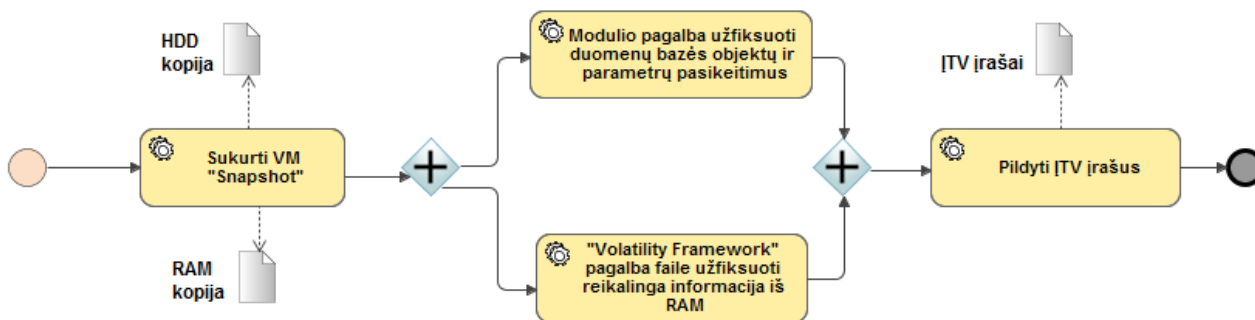 HDD
kopija
Sukurti VM
"Snapshot"
RAM
kopija
Modulio pagalba užfiksuoti
duomenų bazės objektų ir
parametrų pasikeitimus
"Volatility Framework"
pagalba faile užfiksuoti
reikalinga informacija iš
RAM
ĮTV įrašai
Pildyti ĮTV įrašus